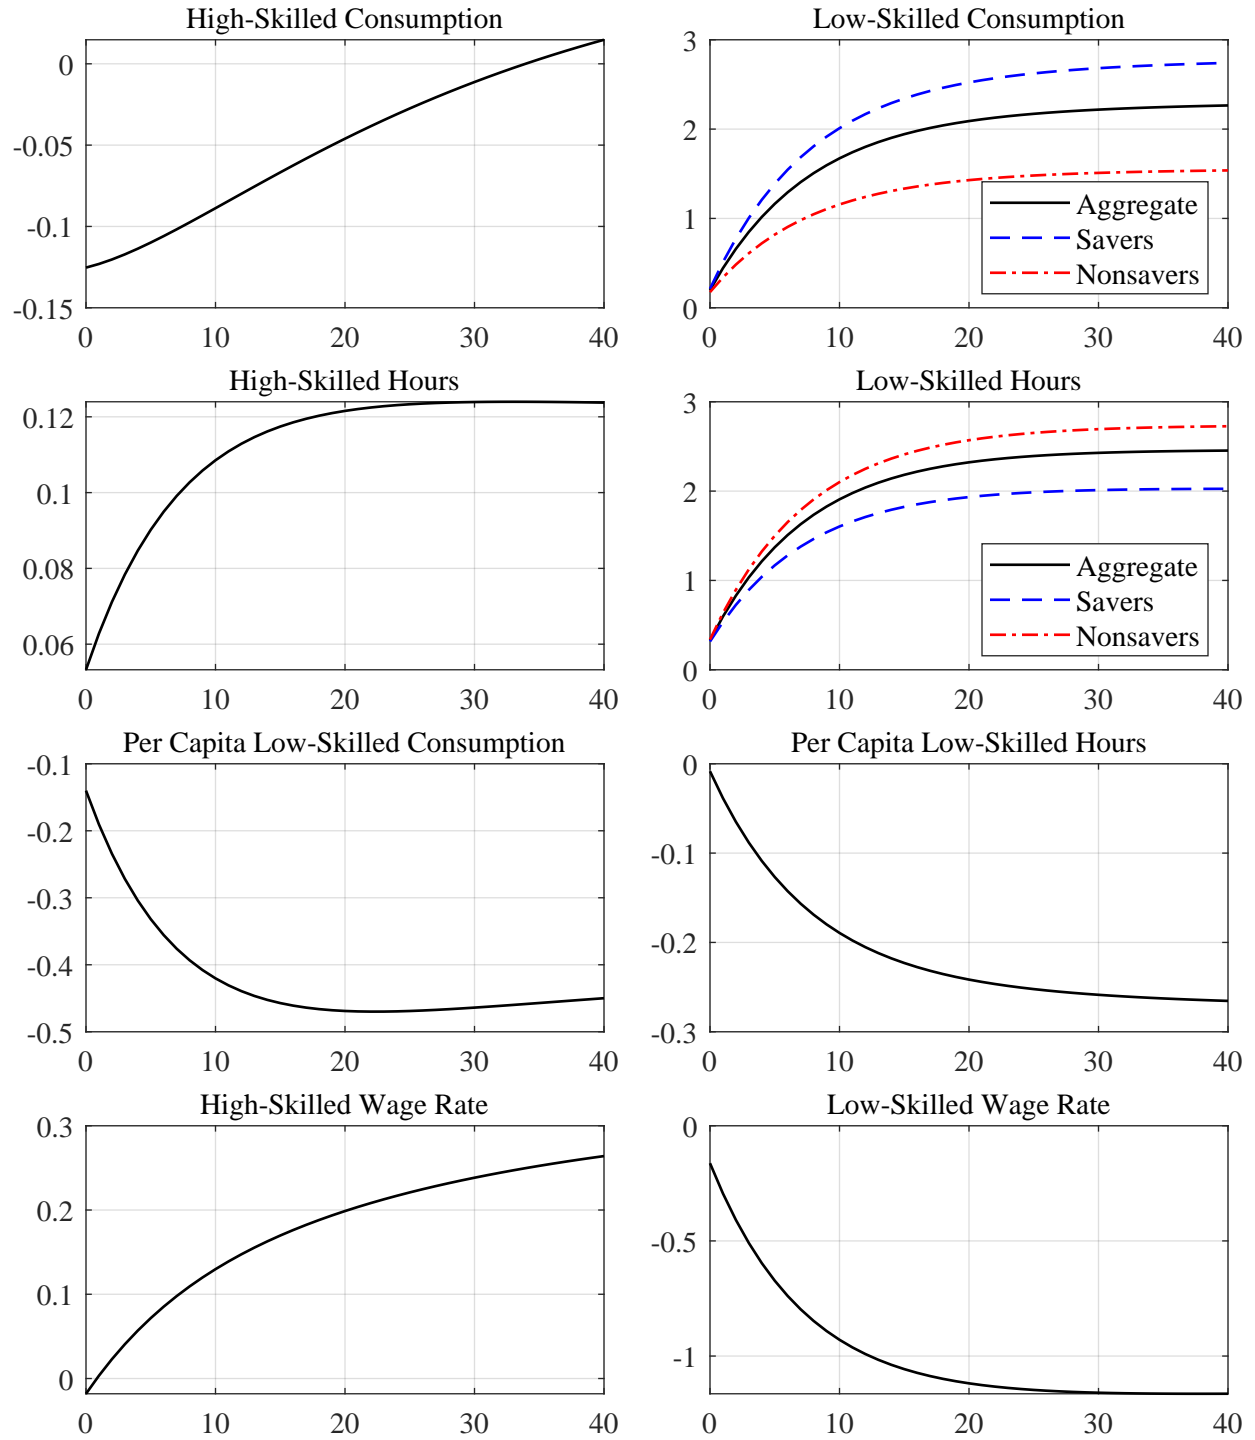 High-Skilled Consumption
0
-0.05
-0.1
-0.15
0 10 20 30 40
Low-Skilled Consumption
3
2
1
0
Aggregate
Savers
Nonsavers
0 10 20 30 40
High-Skilled Hours
0.12
0.1
0.08
0.06
0 10 20 30 40
Low-Skilled Hours
3
2
1
0
Aggregate
Savers
Nonsavers
0 10 20 30 40
Per Capita Low-Skilled Consumption
-0.1
-0.2
-0.3
-0.4
-0.5
0 10 20 30 40
Per Capita Low-Skilled Hours
0
-0.1
-0.2
-0.3
0 10 20 30 40
High-Skilled Wage Rate
0.3
0.2
0.1
0
0 10 20 30 40
Low-Skilled Wage Rate
0
-0.5
-1
0 10 20 30 40